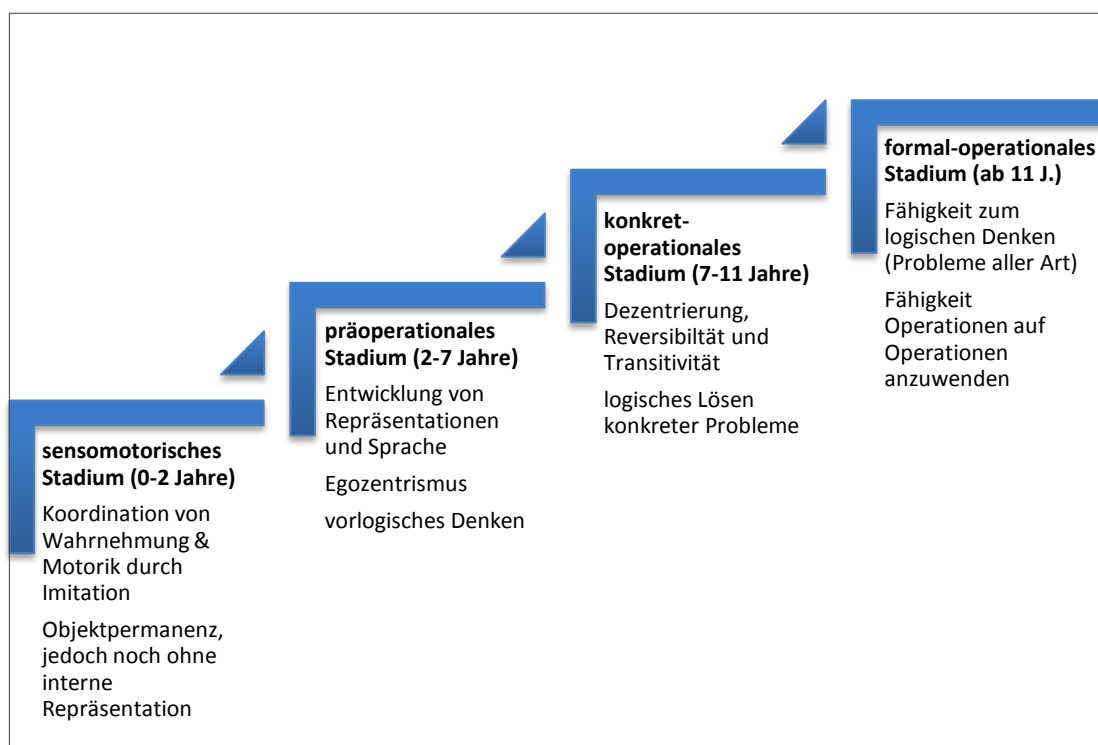 sensomotorisches
Stadium (0-2 Jahre)
Koordination von
Wahrnehmung &
Motorik durch
Imitation
Objektpermanenz,
jedoch noch ohne
interne
Repräsentation
präoperationales
Stadium (2-7 Jahre)
Entwicklung von
Repräsentationen
und Sprache
Egozentrismus
vorlogisches Denken
konkret-
operationales
Stadium (7-11 Jahre)
Dezentrierung,
Reversibiltät und
Transitivität
logisches Lösen
konkreter Probleme
formal-operationales
Stadium (ab 11 J.)
Fähigkeit zum
logischen Denken
(Probleme aller Art)
Fähigkeit
Operationen auf
Operationen
anzuwenden